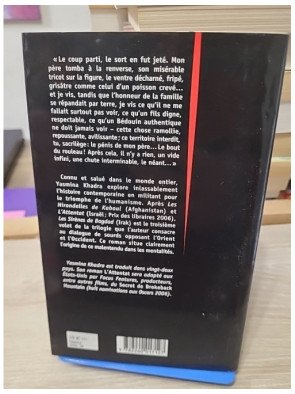 « Le coup parti, le sort en fut jeté. Mon
père tomba à la renverse, son misérable
tricot sur la figure, le ventre décharné, fripé,
grisâtre comme celui d'un poisson crevé...
et je vis, tandis que l'honneur de la famille
se répandait par terre, je vis ce qu'il ne me
fallait surtout pas voir, ce qu'un fils digne,
respectable, ce qu'un Bédouin authentique
ne doit jamais voir – cette chose ramollie,
repoussante, avilissante ; ce territoire interdit,
tu, sacrilège : le pénis de mon père... Le bout
du rouleau ! Après cela, il n'y a rien, un vide
infini, une chute interminable, le néant... »
Connu et salué dans le monde entier,
Yasmina Khadra explore inlassablement
l'histoire contemporaine en militant pour
le triomphe de l'humanisme. Après Les
Hirondelles de Kaboul (Afghanistan) et
L'Attentat (Israël ; Prix des libraires 2006),
Les Sirènes de Bagdad (Irak) est le troisième
volet de la trilogie que l'auteur consacre
au dialogue de sourds opposant l'Orient
et l'Occident. Ce roman situe clairement
l'origine de ce malentendu dans les mentalités.
Yasmina Khadra est traduit dans vingt-deux
pays. Son roman L'Attentat sera adapté aux
États-Unis par Focus Features, producteurs,
entre autres films, du Secret de Brokeback
Mountain (huit nominations aux Oscars 2006).